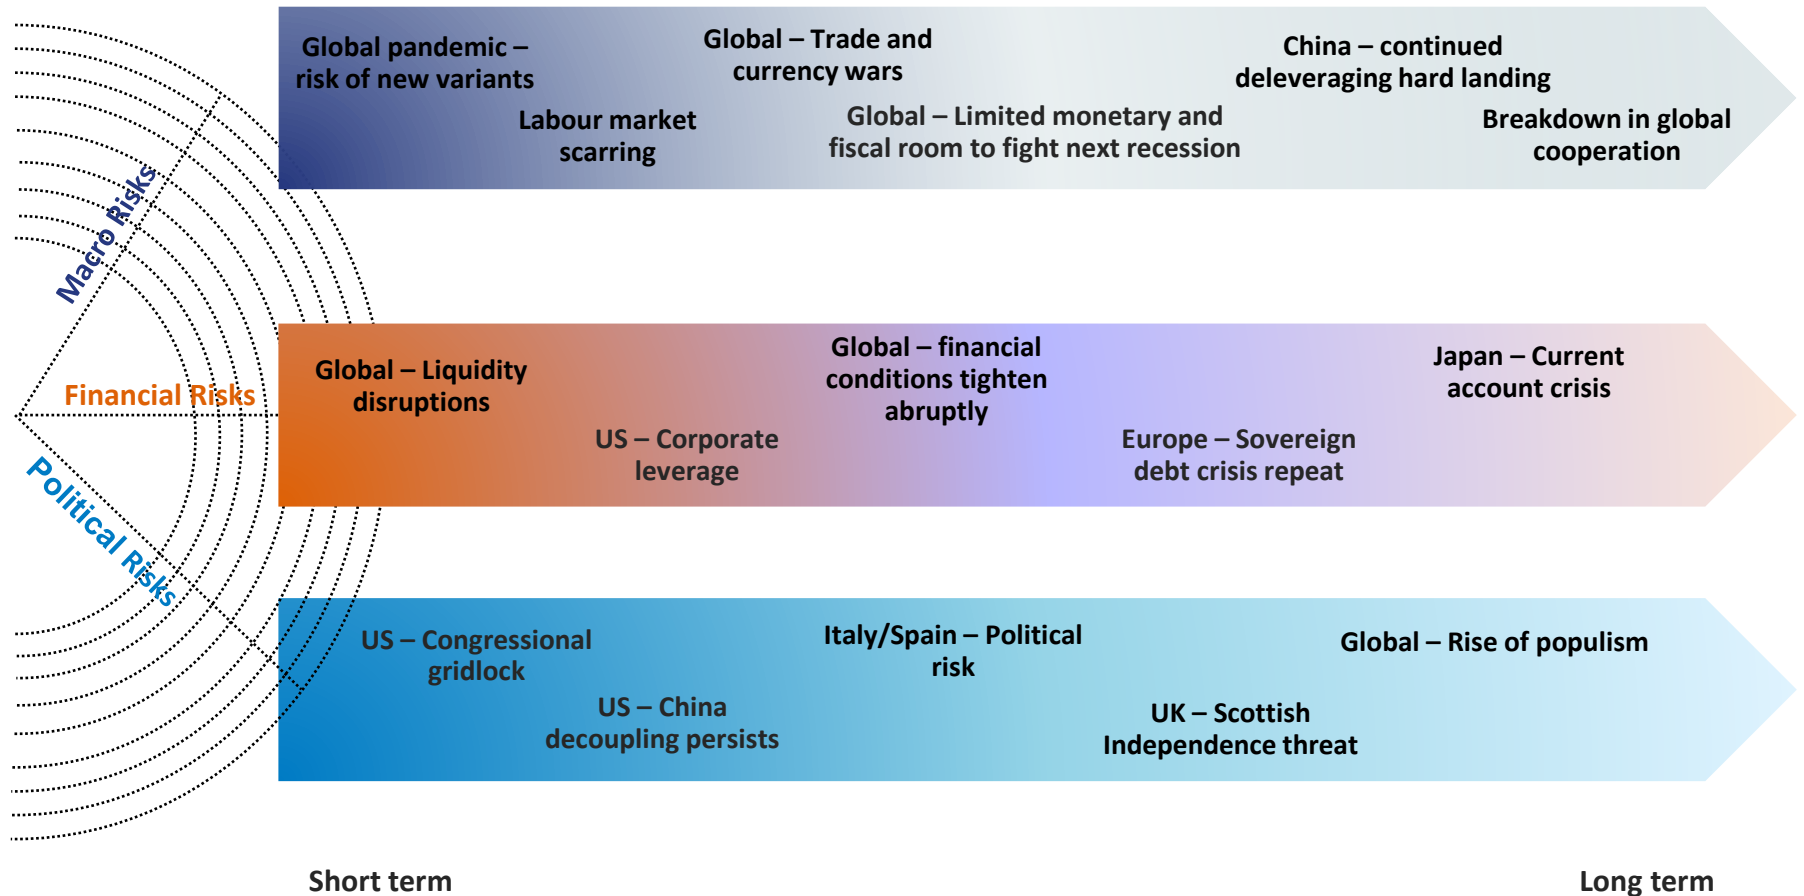 Macro Risks
Global pandemic –
risk of new variants
Labour market
scarring
Global – Trade and
currency wars
Global – Limited monetary and
fiscal room to fight next recession
China – continued
deleveraging hard landing
Breakdown in global
cooperation
Financial Risks
Global – Liquidity
disruptions
US – Corporate
leverage
Global – financial
conditions tighten
abruptly
Europe – Sovereign
debt crisis repeat
Japan – Current
account crisis
Political Risks
US – Congressional
gridlock
US – China
decoupling persists
Italy/Spain – Political
risk
UK – Scottish
Independence threat
Global – Rise of populism
Short term
Long term